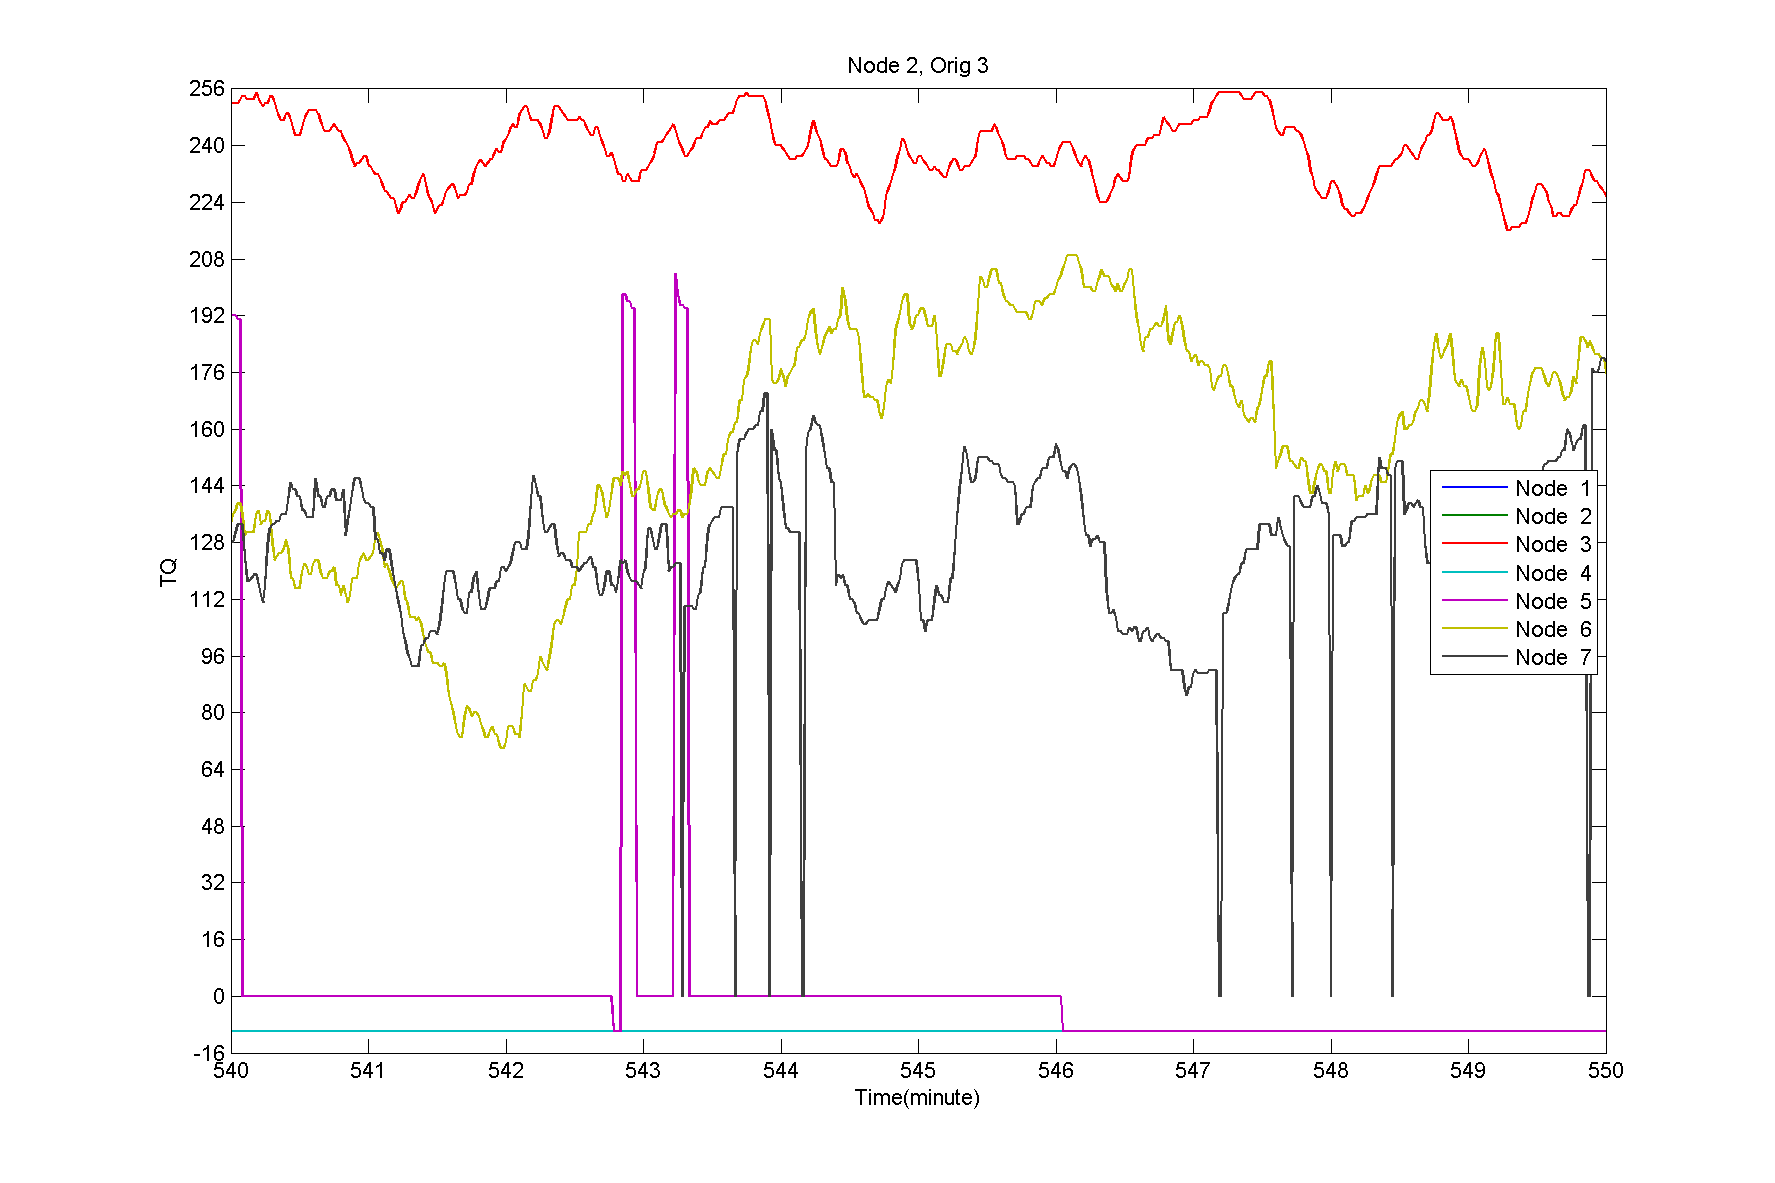 Node 2, Orig 3
256
240
224
208
192
176
160
144
128
112
96
80
64
48
32
16
0
-16
TQ
Node 1
Node 2
Node 3
Node 4
Node 5
Node 6
Node 7
540 541 542 543 544 545 546 547 548 549 550
Time(minute)